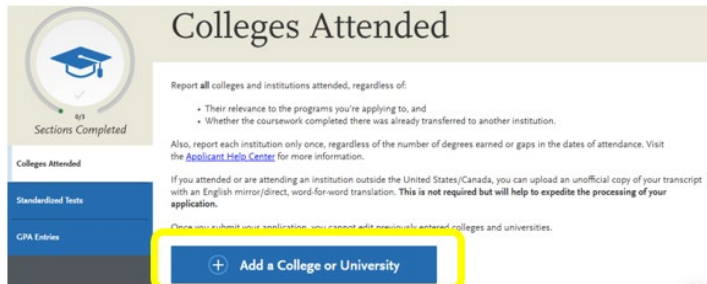 Colleges Attended
0/3
Sections Completed
Colleges Attended
Standardized Tests
GPA Entries
Report all colleges and institutions attended, regardless of:
• Their relevance to the programs you're applying to, and
• Whether the coursework completed there was already transferred to another institution.
Also, report each institution only once, regardless of the number of degrees earned or gaps in the dates of attendance. Visit
the Applicant Help Center for more information.
If you attended or are attending an institution outside the United States/Canada, you can upload an unofficial copy of your transcript
with an English mirror/direct, word-for-word translation. This is not required but will help to expedite the processing of your
application.
Once you submit your application, you cannot edit previously entered colleges and universities.
Add a College or University